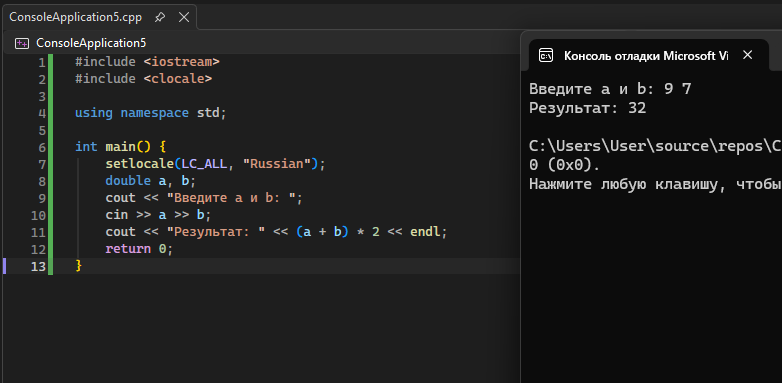 ConsoleApplication5.cpp
ConsoleApplication5
1 #include <iostream>
2 #include <clocale>
3
4 using namespace std;
5
6 int main() {
7 setlocale(LC_ALL, "Russian");
8 double a, b;
9 cout << "Введите a и b: ";
10 cin >> a >> b;
11 cout << "Результат: " << (a + b) * 2 << endl;
12 return 0;
13 }
Консоль отладки Microsoft Vi
Введите a и b: 9 7
Результат: 32
C:\Users\User\source\repos\C
0 (0x0).
Нажмите любую клавишу, чтобы